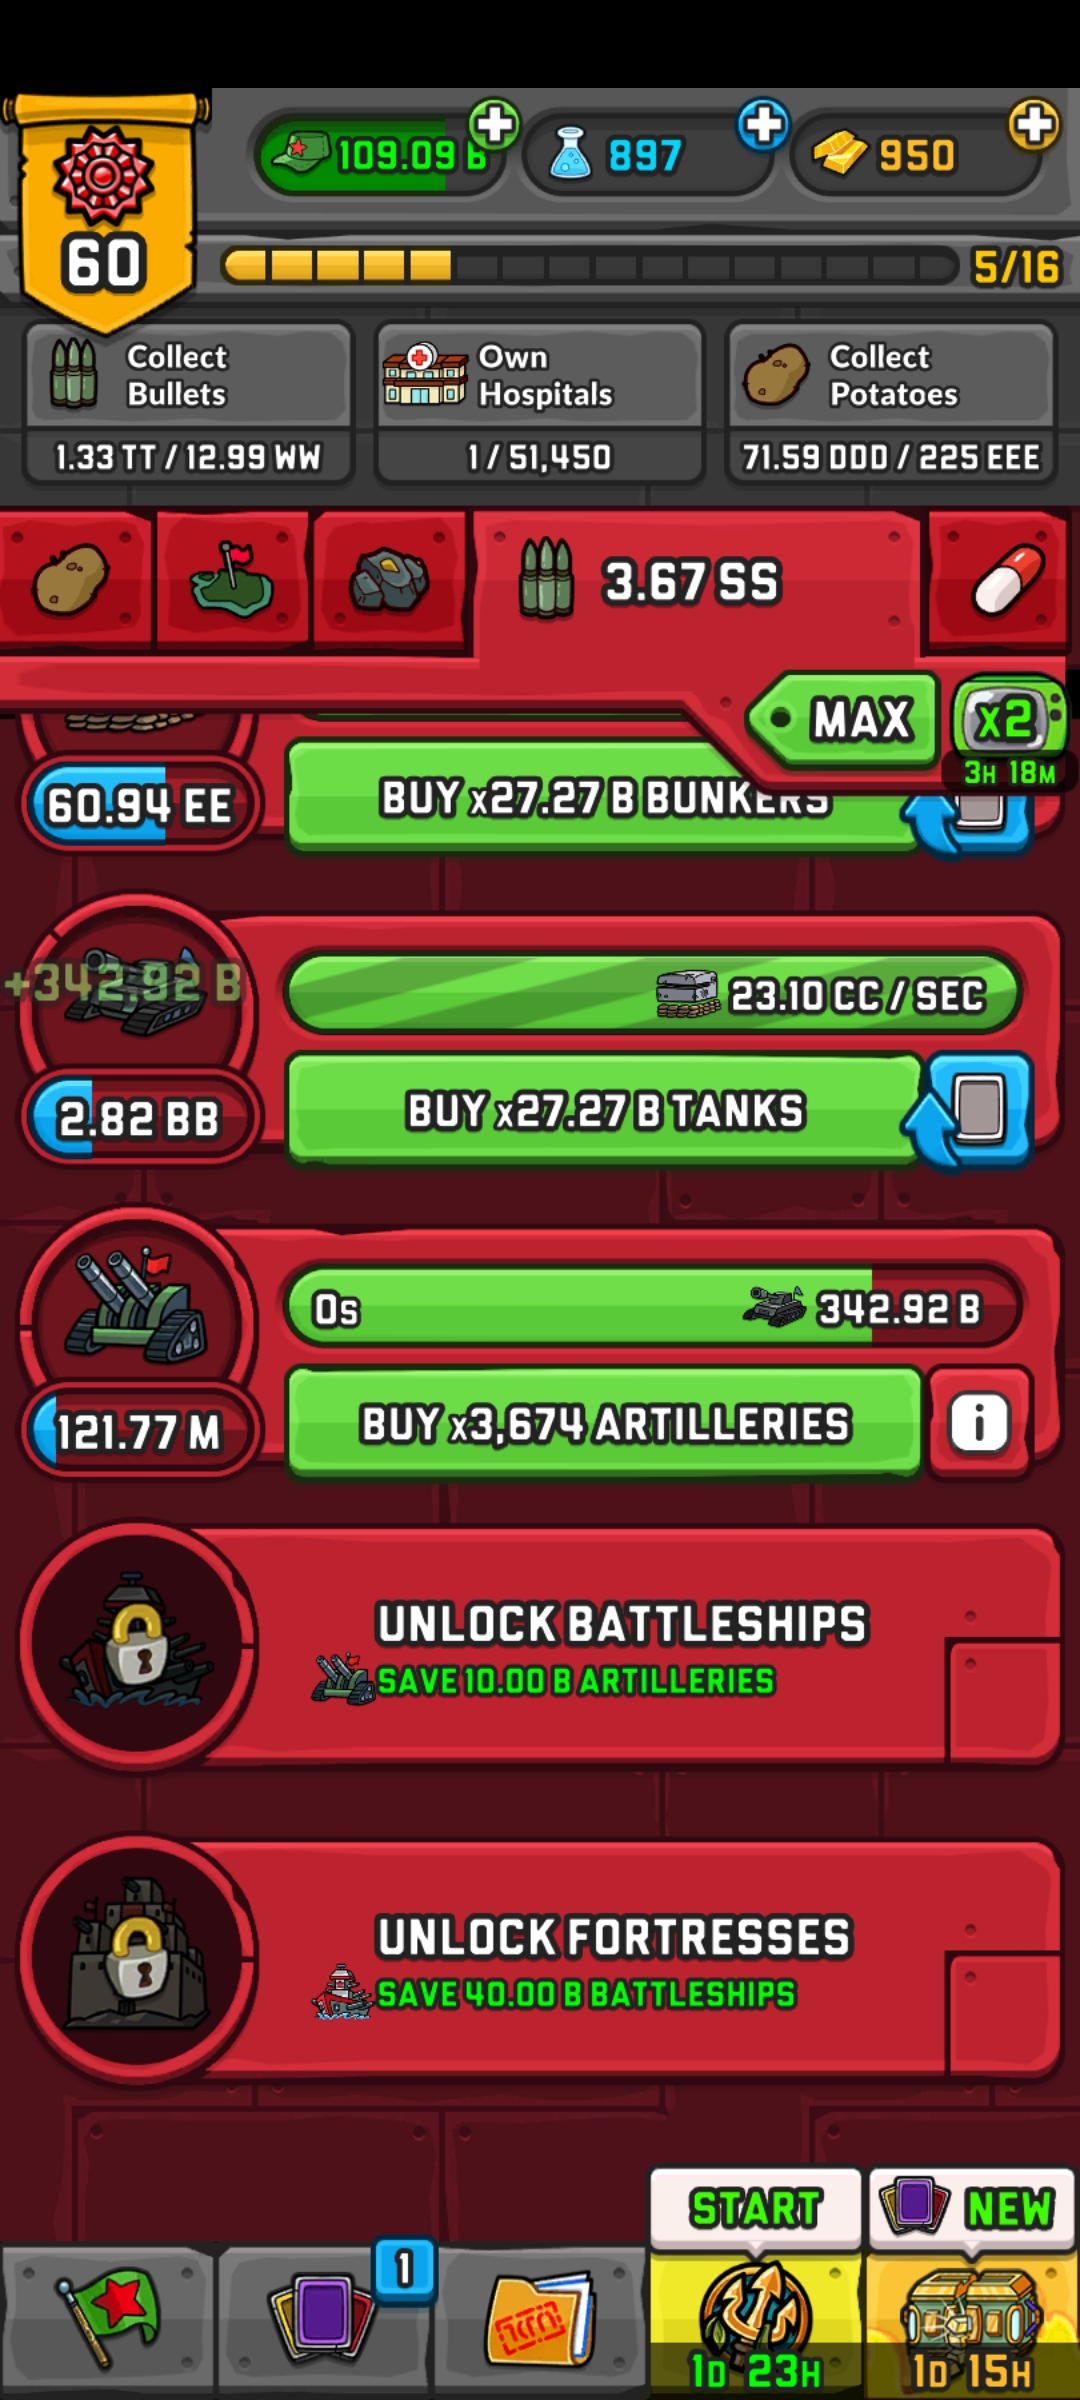 60
109.09 B
897
950
5/16
Collect
Bullets
1.33 TT / 12.99 WW
Own
Hospitals
1 / 51,450
Collect
Potatoes
71.59 DDD / 225 EEE
3.67 SS
MAX
x2
3H 18M
60.94 EE
BUY x27.27 B BUNKERS
+342.92 B
23.10 CC / SEC
2.82 BB
BUY x27.27 B TANKS
0s
342.92 B
121.77 M
BUY x3,674 ARTILLERIES
i
UNLOCK BATTLESHIPS
SAVE 10.00 B ARTILLERIES
UNLOCK FORTRESSES
SAVE 40.00 B BATTLESHIPS
START
NEW
1
1D 23H
1D 15H